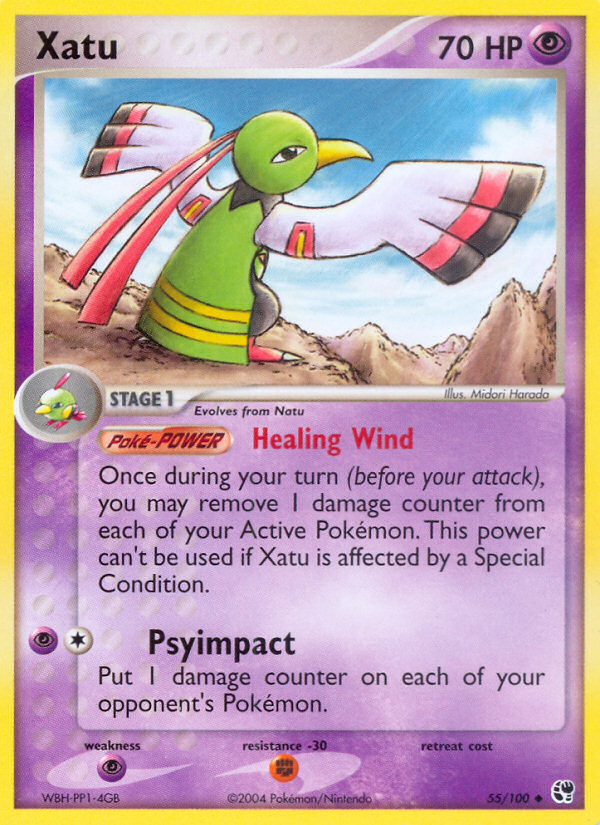 Xatu
70 HP
Illus. Midori Harada
STAGE 1
Evolves from Natu
Poké-POWER Healing Wind
Once during your turn (before your attack),
you may remove 1 damage counter from
each of your Active Pokémon. This power
can't be used if Xatu is affected by a Special
Condition.
Psyimpact
Put 1 damage counter on each of your
opponent's Pokémon.
weakness
resistance -30
retreat cost
WBH-PP1-4GB
©2004 Pokémon/Nintendo
55/100